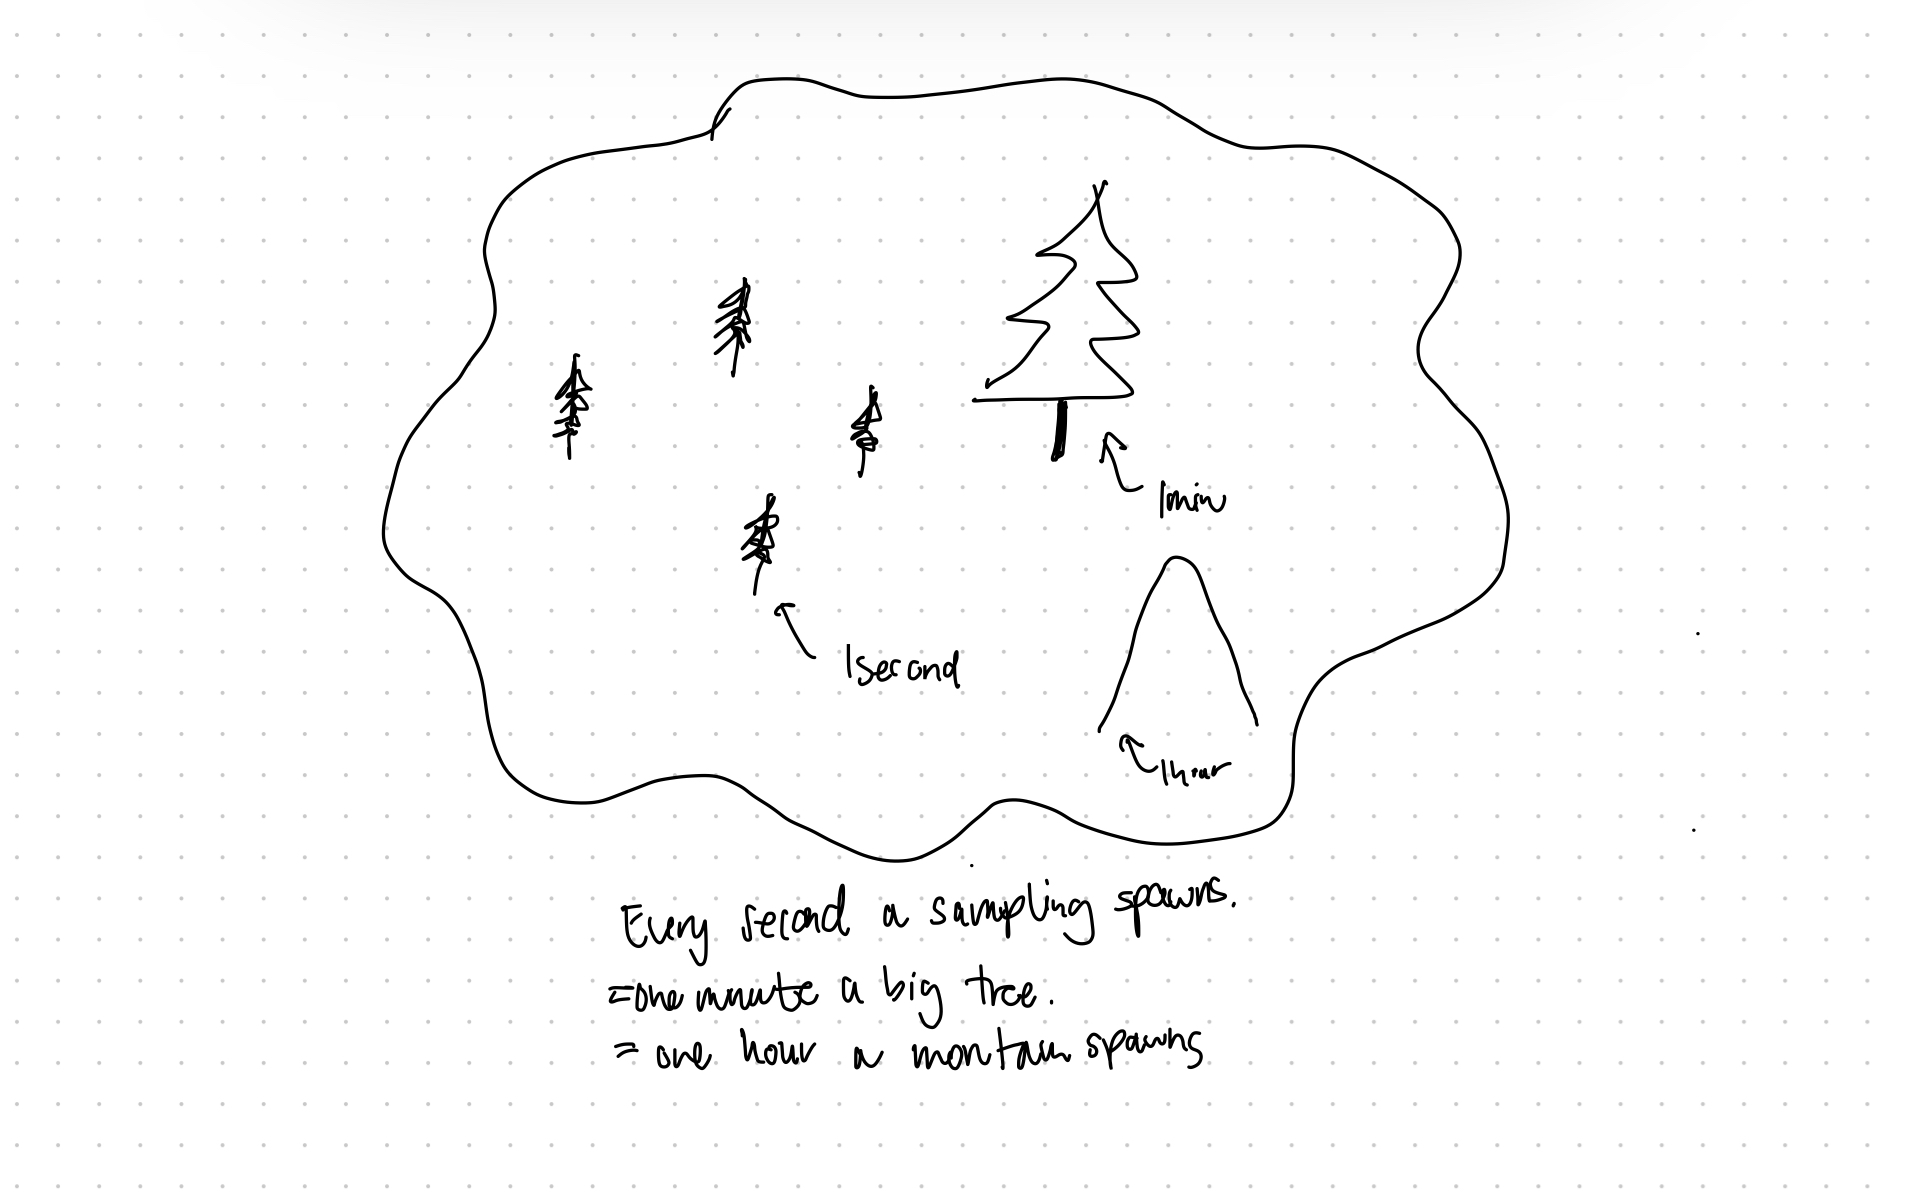 1min
1second
1hour
Every second a sampling spawns.
=one minute a big tree.
= one hour a montain spawns